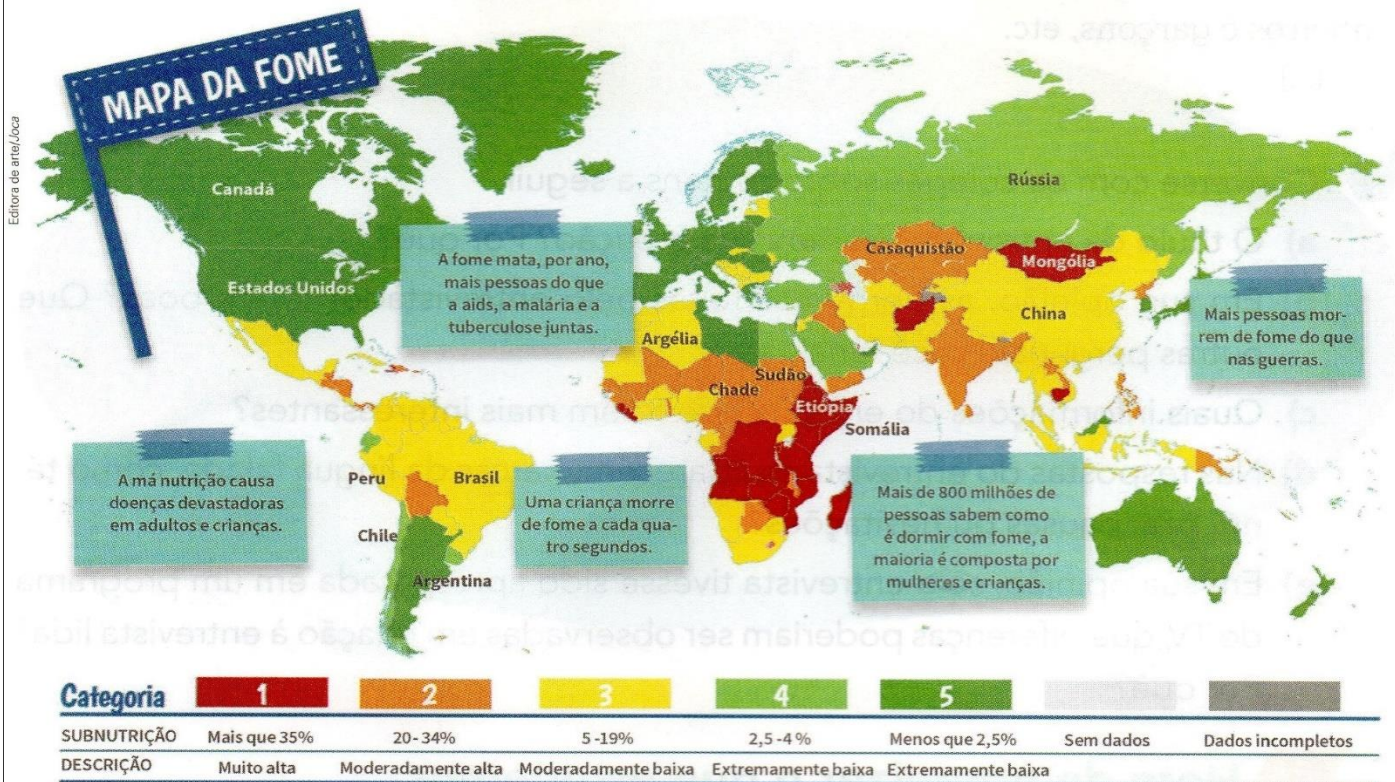 MAPA DA FOME
Editora de arte/Joca
Canadá
Estados Unidos
Rússia
Casaquistão
Mongólia
China
Argélia
Chade
Sudão
Etiópia
Somália
Peru
Brasil
Chile
Argentina
A fome mata, por ano,
mais pessoas do que
a aids, a malária e a
tuberculose juntas.
Mais pessoas mor-
rem de fome do que
nas guerras.
A má nutrição causa
doenças devastadoras
em adultos e crianças.
Uma criança morre
de fome a cada qua-
tro segundos.
Mais de 800 milhões de
pessoas sabem como
é dormir com fome, a
maioria é composta por
mulheres e crianças.
Categoria 1 2 3 4 5
SUBNUTRIÇÃO Mais que 35% 20-34% 5-19% 2,5-4% Menos que 2,5% Sem dados Dados incompletos
DESCRIÇÃO Muito alta Moderadamente alta Moderadamente baixa Extremamente baixa Extremamente baixa